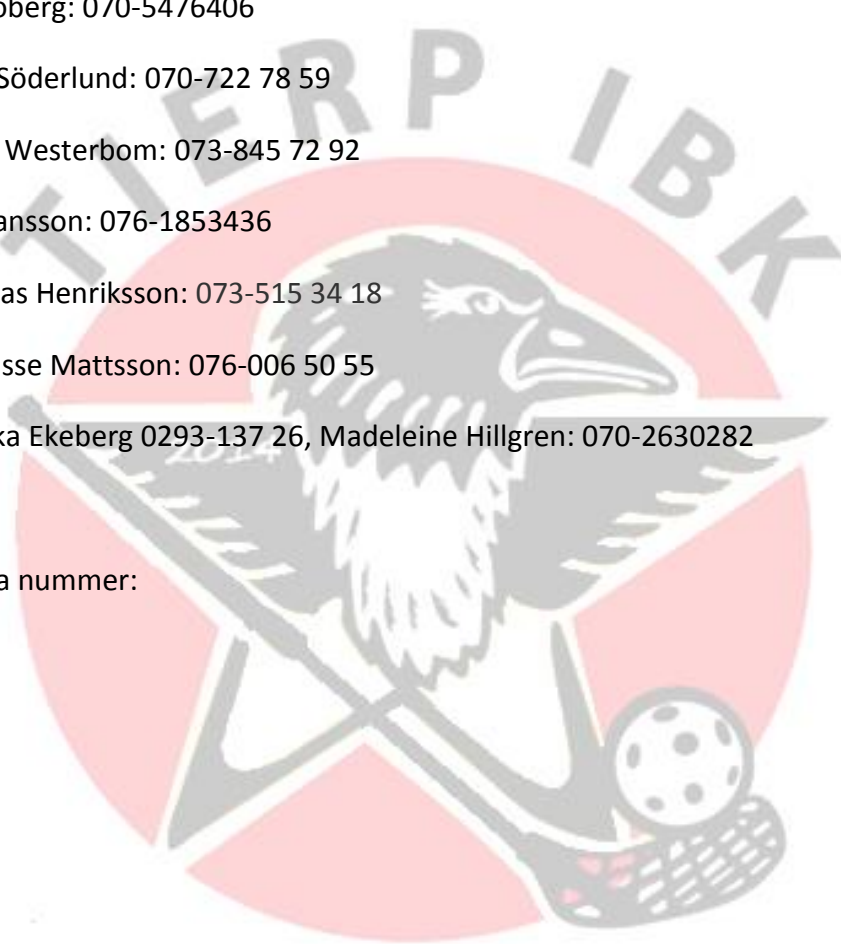 TIERP IBK
berg: 070-5476406
Söderlund: 070-722 78 59
Westerbom: 073-845 72 92
ansson: 076-1853436
as Henriksson: 073-515 34 18
sse Mattsson: 076-006 50 55
ka Ekeberg 0293-137 26, Madeleine Hillgren: 070-2630282
2014
a nummer: